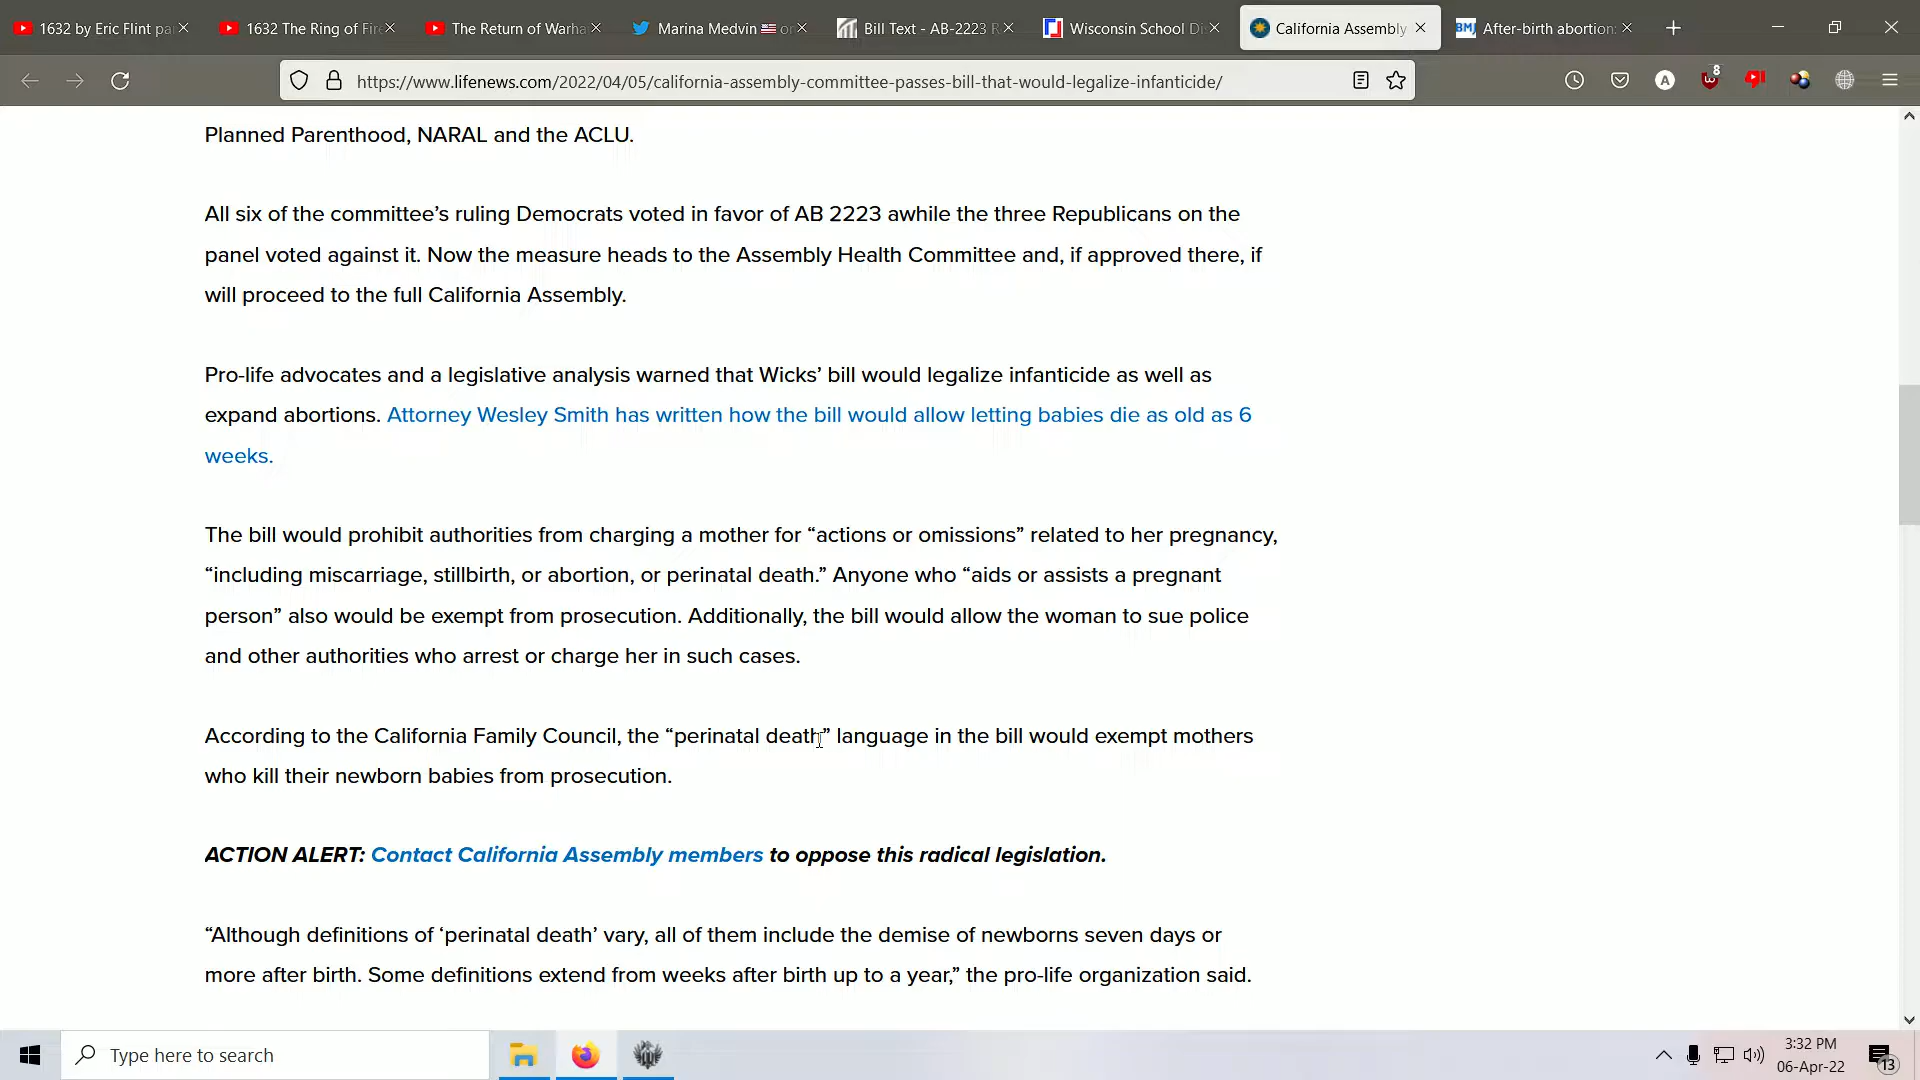 1632 by Eric Flint pa
1632 The Ring of Fire
The Return of Warha
Marina Medvin 🇺🇸 on
Bill Text - AB-2223 R
Wisconsin School Di
California Assembly
BMJ
After-birth abortion:
https://www.lifenews.com/2022/04/05/california-assembly-committee-passes-bill-that-would-legalize-infanticide/
A
8
Planned Parenthood, NARAL and the ACLU.
All six of the committee’s ruling Democrats voted in favor of AB 2223 awhile the three Republicans on the
panel voted against it. Now the measure heads to the Assembly Health Committee and, if approved there, if
will proceed to the full California Assembly.
Pro-life advocates and a legislative analysis warned that Wicks’ bill would legalize infanticide as well as
expand abortions. Attorney Wesley Smith has written how the bill would allow letting babies die as old as 6
weeks.
The bill would prohibit authorities from charging a mother for “actions or omissions” related to her pregnancy,
“including miscarriage, stillbirth, or abortion, or perinatal death.” Anyone who “aids or assists a pregnant
person” also would be exempt from prosecution. Additionally, the bill would allow the woman to sue police
and other authorities who arrest or charge her in such cases.
According to the California Family Council, the “perinatal death” language in the bill would exempt mothers
who kill their newborn babies from prosecution.
ACTION ALERT: Contact California Assembly members to oppose this radical legislation.
“Although definitions of ‘perinatal death’ vary, all of them include the demise of newborns seven days or
more after birth. Some definitions extend from weeks after birth up to a year,” the pro-life organization said.
Type here to search
3:32 PM
06-Apr-22
13